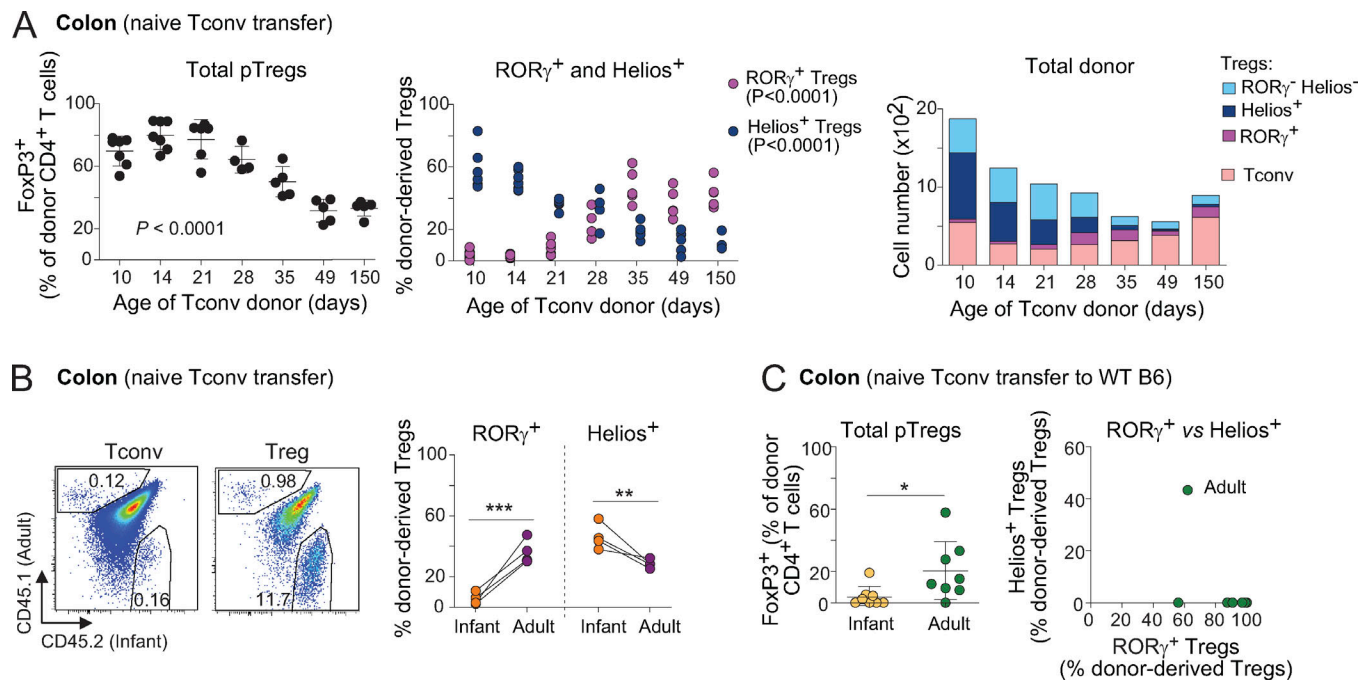 A Colon (naive Tconv transfer)
Total pTregs
FoxP3+
(% of donor CD4+ T cells)
100
60
20
0
P < 0.0001
10 14 21 28 35 49 150
Age of Tconv donor (days)
RORγ+ and Helios+
% donor-derived Tregs
100
60
20
0
10 14 21 28 35 49 150
Age of Tconv donor (days)
RORγ+ Tregs
(P<0.0001)
Helios+ Tregs
(P<0.0001)
Total donor
Cell number (x10²)
20
10
0
10 14 21 28 35 49 150
Age of Tconv donor (days)
Tregs:
RORγ- Helios-
Helios+
RORγ+
Tconv
B Colon (naive Tconv transfer)
Tconv
0.12
0.16
Treg
0.98
11.7
CD45.1 (Adult)
CD45.2 (Infant)
RORγ+ Helios+
% donor-derived Tregs
100
60
20
0
*** **
Infant Adult Infant Adult
C Colon (naive Tconv transfer to WT B6)
Total pTregs
FoxP3+ (% of donor
CD4+ T cells)
100
60
20
0
*
Infant Adult
RORγ+ vs Helios+
Helios+ Tregs
(% donor-derived Tregs)
60
40
20
0
Adult
0 20 40 60 80 100
RORγ+ Tregs
(% donor-derived Tregs)